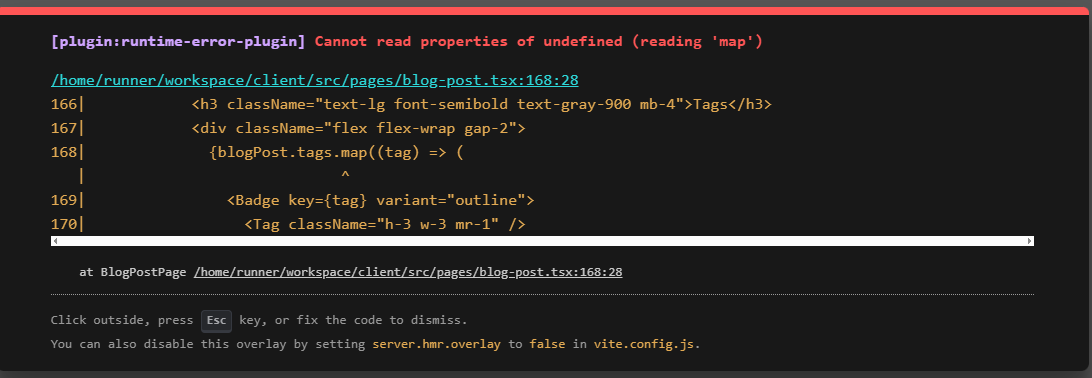 [plugin:runtime-error-plugin] Cannot read properties of undefined (reading 'map')
/home/runner/workspace/client/src/pages/blog-post.tsx:168:28
166|            <h3 className="text-lg font-semibold text-gray-900 mb-4">Tags</h3>
167|            <div className="flex flex-wrap gap-2">
168|              {blogPost.tags.map((tag) => (
   |                             ^
169|                <Badge key={tag} variant="outline">
170|                  <Tag className="h-3 w-3 mr-1" />
at BlogPostPage /home/runner/workspace/client/src/pages/blog-post.tsx:168:28
Click outside, press Esc key, or fix the code to dismiss.
You can also disable this overlay by setting server.hmr.overlay to false in vite.config.js.